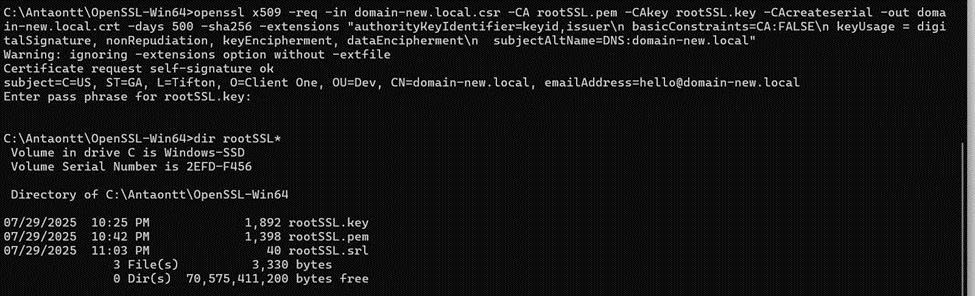 C:\Antaontt\OpenSSL-Win64>openssl x509 -req -in domain-new.local.csr -CA rootSSL.pem -CAkey rootSSL.key -CAcreateserial -out doma
in-new.local.crt -days 500 -sha256 -extensions "authorityKeyIdentifier=keyid,issuer\n basicConstraints=CA:FALSE\n keyUsage = digi
talSignature, nonRepudiation, keyEncipherment, dataEncipherment\n  subjectAltName=DNS:domain-new.local"
Warning: ignoring -extensions option without -extfile
Certificate request self-signature ok
subject=C=US, ST=GA, L=Tifton, O=Client One, OU=Dev, CN=domain-new.local, emailAddress=hello@domain-new.local
Enter pass phrase for rootSSL.key:
C:\Antaontt\OpenSSL-Win64>dir rootSSL*
 Volume in drive C is Windows-SSD
 Volume Serial Number is 2EFD-F456
 Directory of C:\Antaontt\OpenSSL-Win64
07/29/2025  10:25 PM             1,892 rootSSL.key
07/29/2025  10:42 PM             1,398 rootSSL.pem
07/29/2025  11:03 PM                40 rootSSL.srl
               3 File(s)          3,330 bytes
               0 Dir(s)  70,575,411,200 bytes free